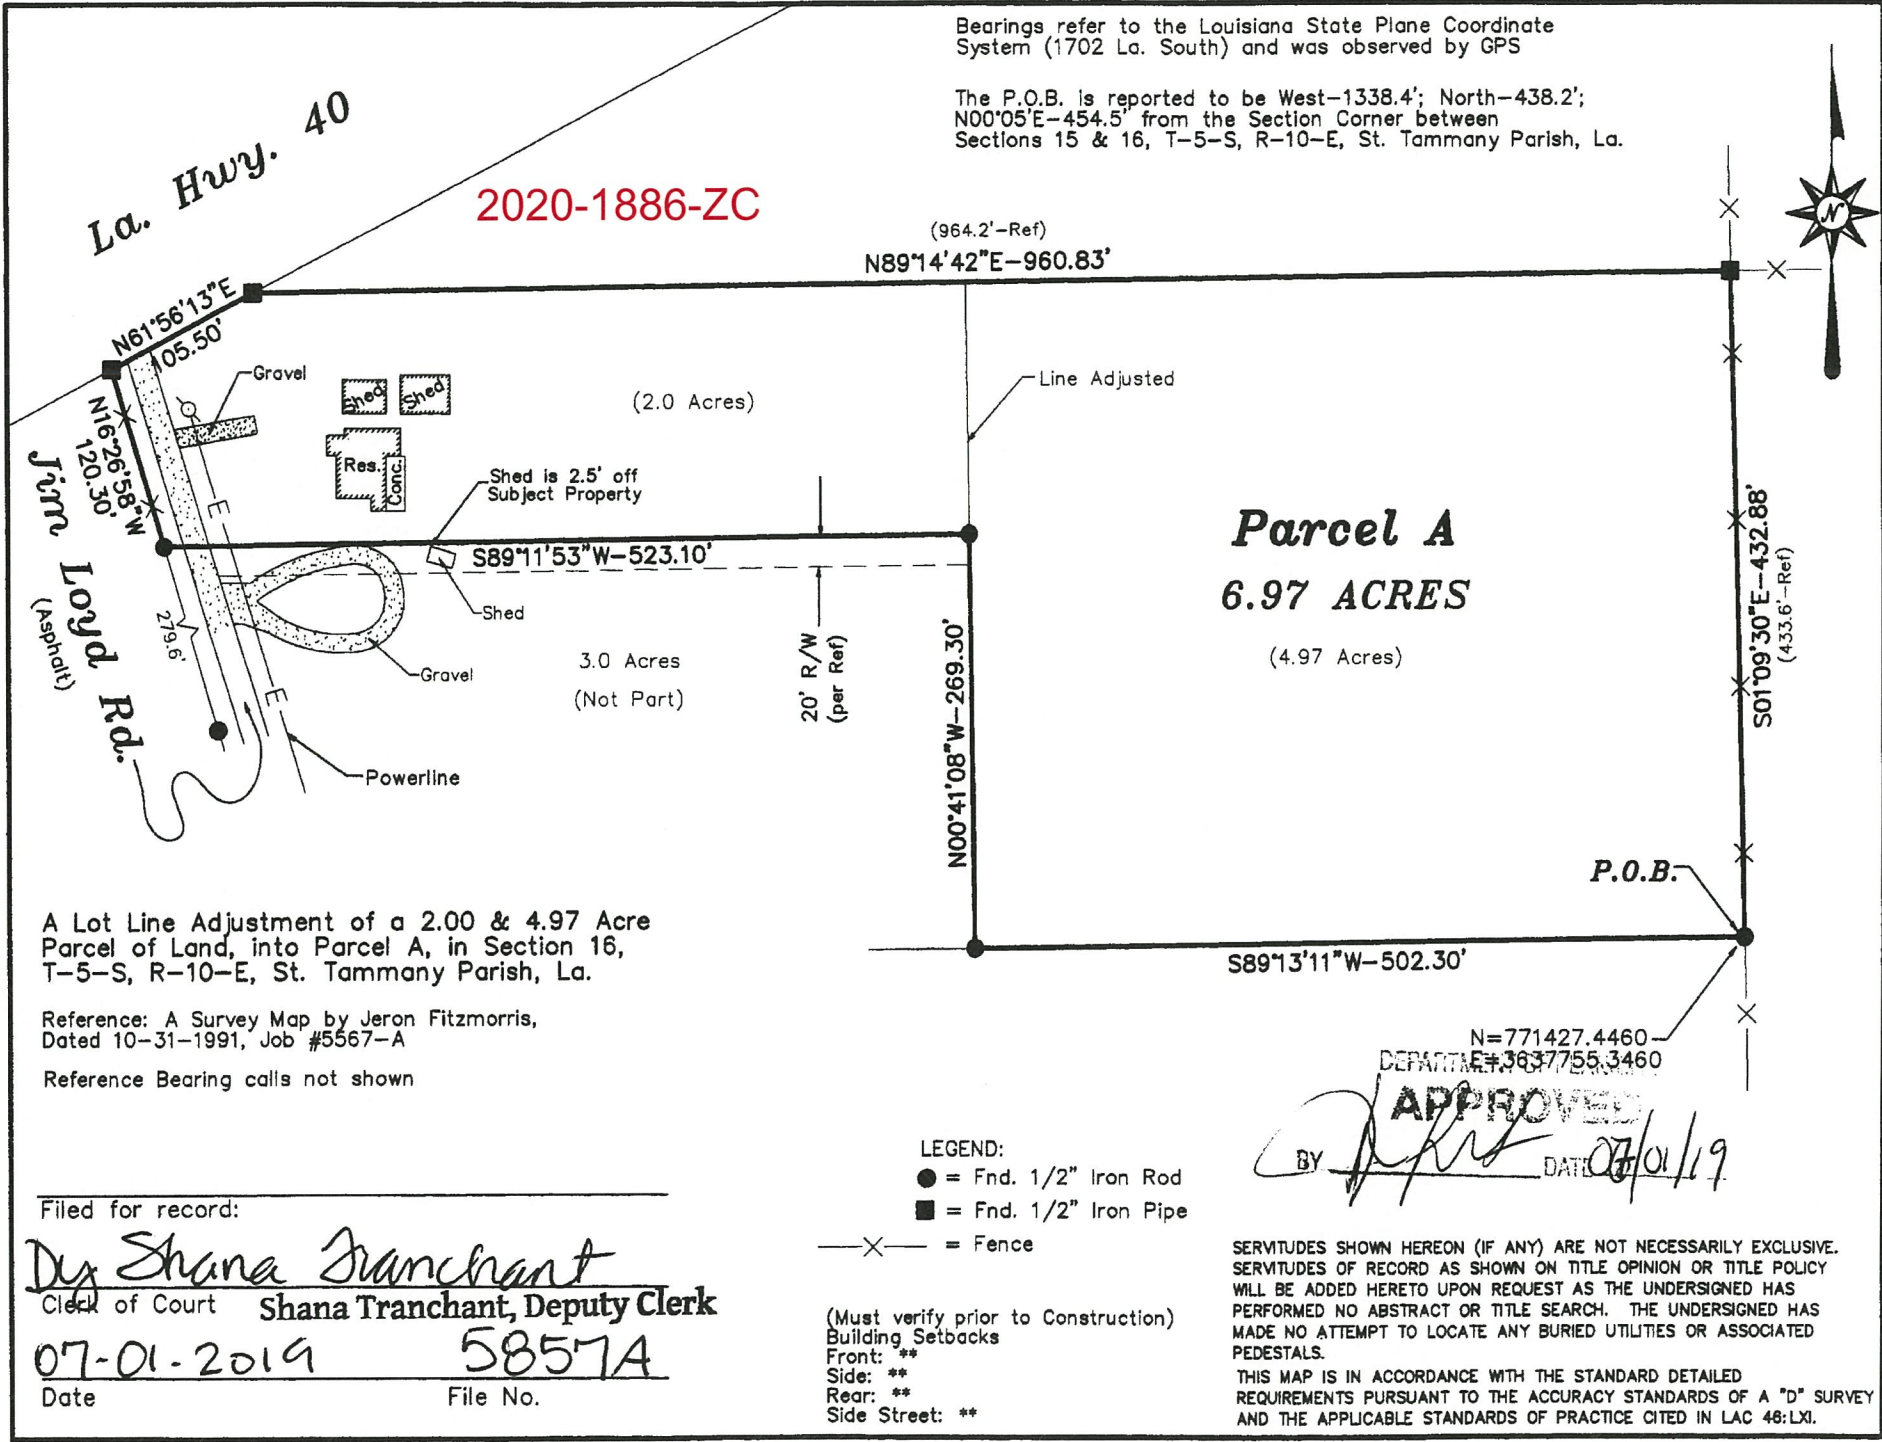 Bearings refer to the Louisiana State Plane Coordinate
System (1702 La. South) and was observed by GPS
The P.O.B. is reported to be West-1338.4'; North-438.2';
N00°05'E-454.5' from the Section Corner between
Sections 15 & 16, T-5-S, R-10-E, St. Tammany Parish, La.
La. Hwy. 40
2020-1886-ZC
(964.2'-Ref)
N89°14'42"E-960.83'
N
N61°56'13"E
105.50'
Gravel
Shed
Shed
(2.0 Acres)
Line Adjusted
N16°26'58"W
120.30'
Res.
Conc.
Shed is 2.5' off
Subject Property
E
S89°11'53"W-523.10'
Parcel A
6.97 ACRES
(4.97 Acres)
S01°09'30"E-432.88'
(433.6'-Ref)
Jim Loyd Rd.
(Asphalt)
279.6'
Shed
Gravel
E
3.0 Acres
(Not Part)
20' R/W
(per Ref)
N00°41'08"W-269.30'
Powerline
P.O.B.
S89°13'11"W-502.30'
A Lot Line Adjustment of a 2.00 & 4.97 Acre
Parcel of Land, into Parcel A, in Section 16,
T-5-S, R-10-E, St. Tammany Parish, La.
Reference: A Survey Map by Jeron Fitzmorris,
Dated 10-31-1991, Job #5567-A
Reference Bearing calls not shown
N=771427.4460
E=3637755.3460
DEPARTMENT OF
APPROVED
BY DATE 07/01/19
LEGEND:
= Fnd. 1/2" Iron Rod
= Fnd. 1/2" Iron Pipe
= Fence
Filed for record:
Dy Shana Tranchant
Clerk of Court Shana Tranchant, Deputy Clerk
07-01-2019 5857A
Date File No.
(Must verify prior to Construction)
Building Setbacks
Front: **
Side: **
Rear: **
Side Street: **
SERVITUDES SHOWN HEREON (IF ANY) ARE NOT NECESSARILY EXCLUSIVE.
SERVITUDES OF RECORD AS SHOWN ON TITLE OPINION OR TITLE POLICY
WILL BE ADDED HERETO UPON REQUEST AS THE UNDERSIGNED HAS
PERFORMED NO ABSTRACT OR TITLE SEARCH. THE UNDERSIGNED HAS
MADE NO ATTEMPT TO LOCATE ANY BURIED UTILITIES OR ASSOCIATED
PEDESTALS.
THIS MAP IS IN ACCORDANCE WITH THE STANDARD DETAILED
REQUIREMENTS PURSUANT TO THE ACCURACY STANDARDS OF A "D" SURVEY
AND THE APPLICABLE STANDARDS OF PRACTICE CITED IN LAC 46:LXI.